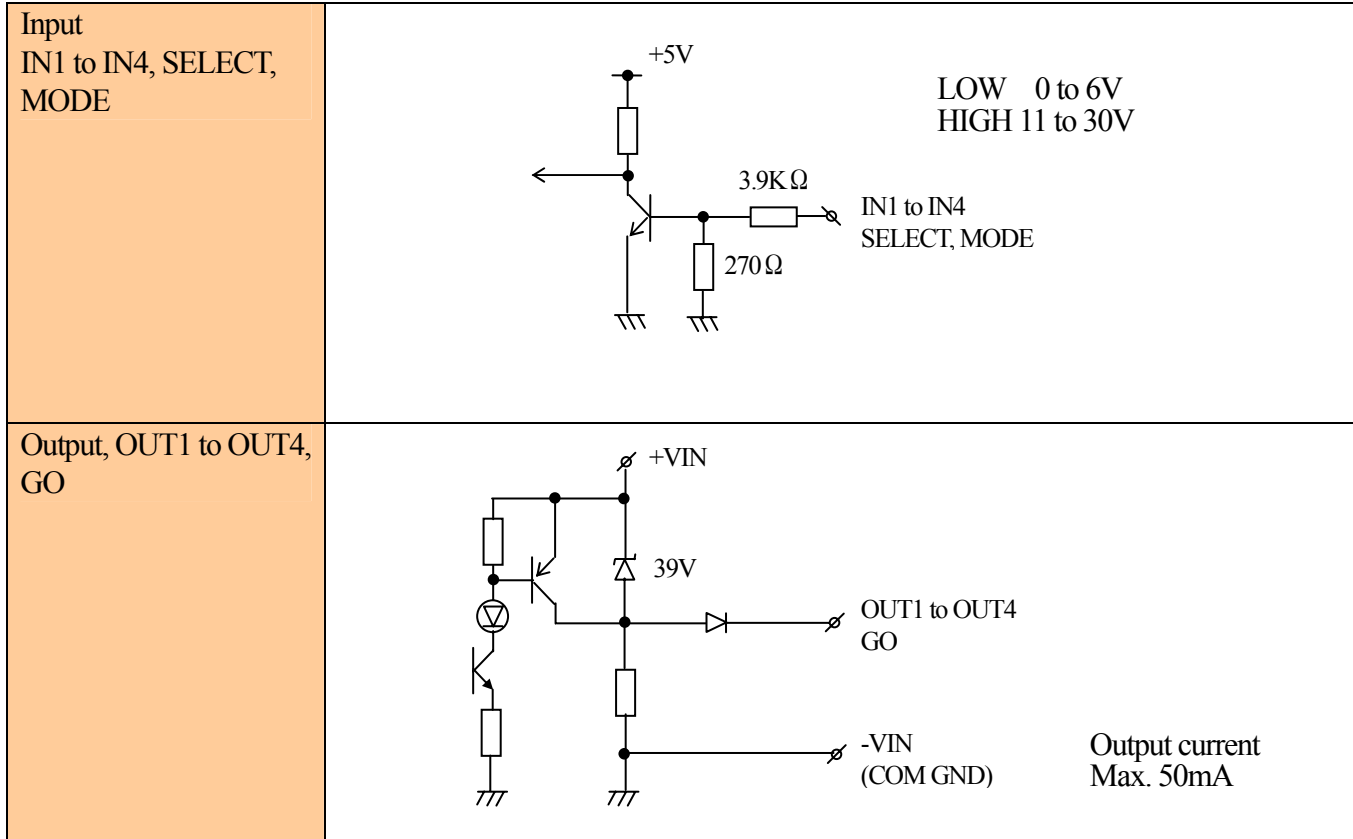 Input
IN1 to IN4, SELECT,
MODE
+5V
LOW 0 to 6V
HIGH 11 to 30V
3.9KΩ
IN1 to IN4
SELECT, MODE
270Ω
Output, OUT1 to OUT4,
GO
+VIN
39V
OUT1 to OUT4
GO
-VIN
(COM GND)
Output current
Max. 50mA